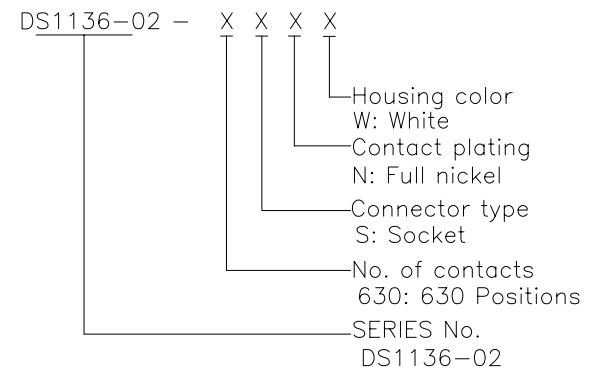 DS1136-02 - X X X X
Housing color
W: White
Contact plating
N: Full nickel
Connector type
S: Socket
No. of contacts
630: 630 Positions
SERIES No.
DS1136-02